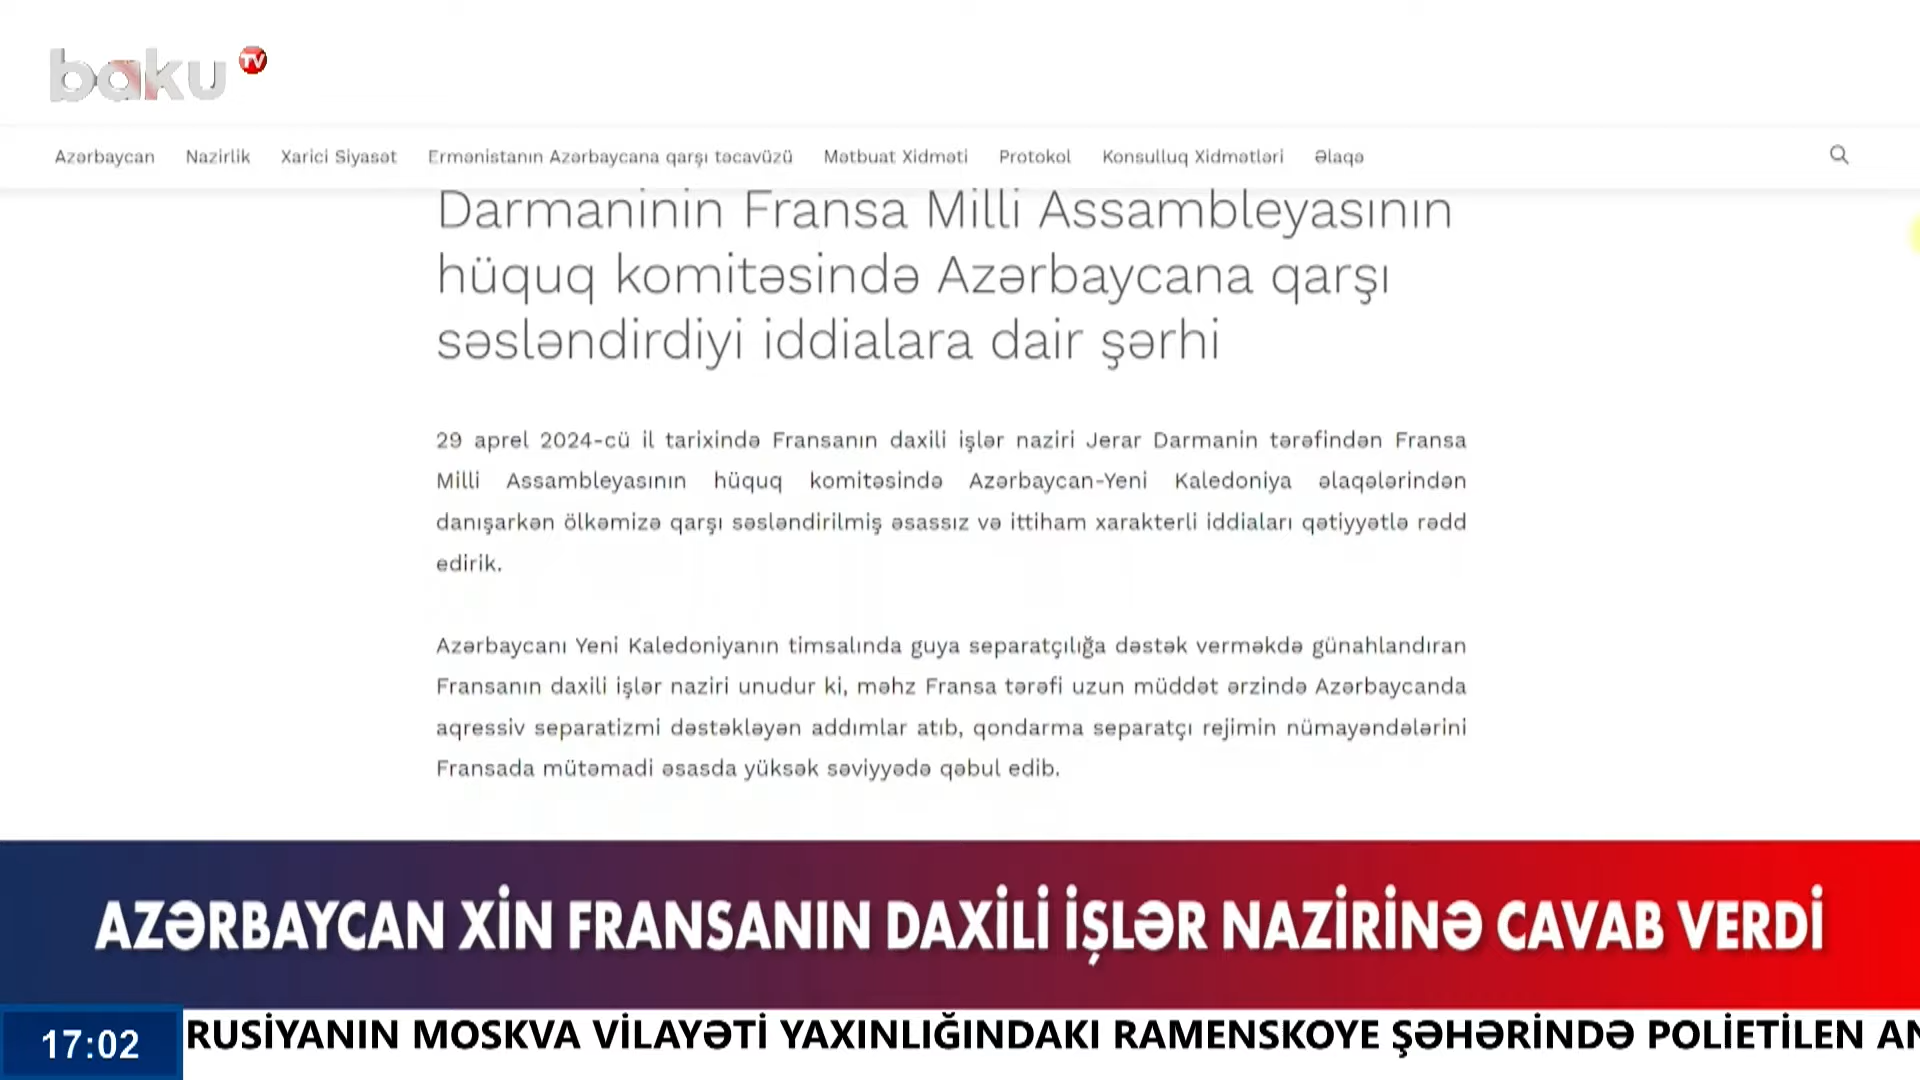 baku TV
Azərbaycan Nazirlik Xarici Siyasət Ermənistanın Azərbaycana qarşı təcavüzü Mətbuat Xidməti Protokol Konsulluq Xidmətləri Əlaqə
Darmaninin Fransa Milli Assambleyasının
hüquq komitəsində Azərbaycana qarşı
səsləndirdiyi iddialara dair şərhi
29 aprel 2024-cü il tarixində Fransanın daxili işlər naziri Jerar Darmanin tərəfindən Fransa
Milli Assambleyasının hüquq komitəsində Azərbaycan-Yeni Kaledoniya əlaqələrindən
danışarkən ölkəmizə qarşı səsləndirilmiş əsassız və ittiham xarakterli iddiaları qətiyyətlə rədd
edirik.
Azərbaycanı Yeni Kaledoniyanın timsalında guya separatçılığa dəstək verməkdə günahlandıran
Fransanın daxili işlər naziri unudur ki, məhz Fransa tərəfi uzun müddət ərzində Azərbaycanda
aqressiv separatizmi dəstəkləyən addımlar atıb, qondarma separatçı rejimin nümayəndələrini
Fransada mütəmadi əsasda yüksək səviyyədə qəbul edib.
AZƏRBAYCAN XİN FRANSANIN DAXİLİ İŞLƏR NAZİRİNƏ CAVAB VERDİ
17:02 RUSİYANIN MOSKVA VİLAYƏTİ YAXINLIĞINDAKI RAMENSKOYE ŞƏHƏRİNDƏ POLİETİLEN AN